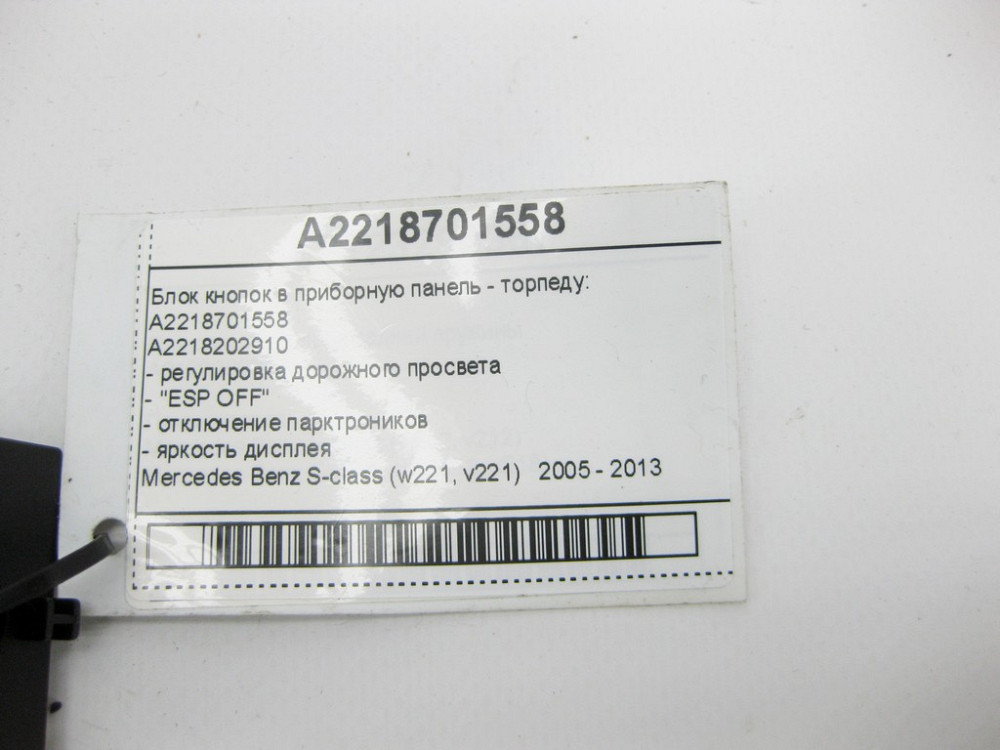 A2218701558
Блок кнопок в приборную панель - торпеду:
A2218701558
A2218202910
- регулировка дорожного просвета
- "ESP OFF"
- отключение парктроников
- яркость дисплея
Mercedes Benz S-class (w221, v221) 2005 - 2013